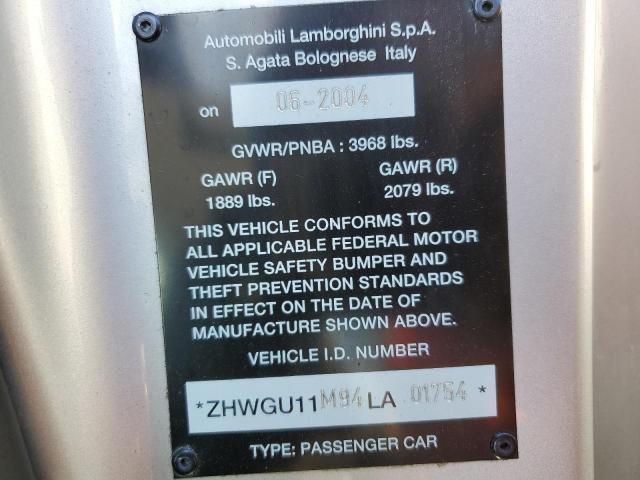 Automobili Lamborghini S.p.A.
S. Agata Bolognese Italy
on 06-2004
GVWR/PNBA : 3968 lbs.
GAWR (F) GAWR (R)
1889 lbs. 2079 lbs.
THIS VEHICLE CONFORMS TO
ALL APPLICABLE FEDERAL MOTOR
VEHICLE SAFETY BUMPER AND
THEFT PREVENTION STANDARDS
IN EFFECT ON THE DATE OF
MANUFACTURE SHOWN ABOVE.
VEHICLE I.D. NUMBER
*ZHWGU11M94LA 01754 *
TYPE: PASSENGER CAR